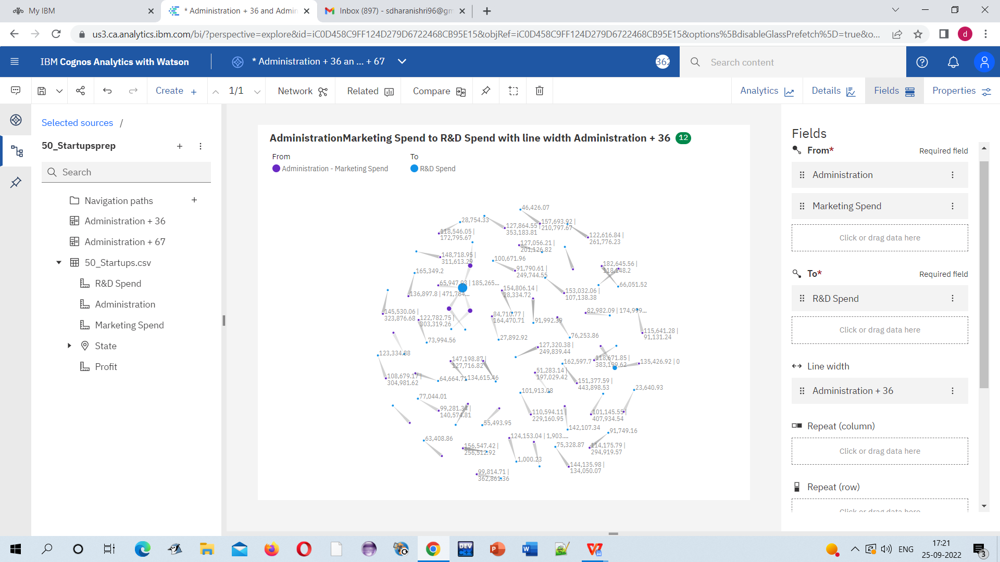 My IBM
* Administration + 36 and Admin
Inbox (897) - sdharanishri96@gm
us3.ca.analytics.ibm.com/bi/?perspective=explore&id=iC0D458C9FF124D279D6722468CB95E15&objRef=iC0D458C9FF124D279D6722468CB95E15&options%5BdisableGlassPrefetch%5D=true&o...
d
IBM Cognos Analytics with Watson
* Administration + 36 an ... + 67
362
Search content
Create
1/1
Network
Related
Compare
Analytics
Details
Fields
Properties
Selected sources /
50_Startupsprep
Search
Navigation paths
Administration + 36
Administration + 67
50_Startups.csv
R&D Spend
Administration
Marketing Spend
State
Profit
AdministrationMarketing Spend to R&D Spend with line width Administration + 36 12
From
To
Administration - Marketing Spend
R&D Spend
46,426.07
28,754.33
157,693.92 |
210,797.67
127,864.55 |
353,183.81
118,546.05 |
172,795.67
122,616.84 |
261,776.23
127,056.21 |
201,126.82
148,718.95 |
311,613.29
100,671.96
182,645.56 |
118,148.2
165,349.2
91,790.61 |
249,744.55
65,947.93 | 185,265...
66,051.52
154,806.14 |
28,334.72
153,032.06 |
107,138.38
136,897.8 | 471,784...
145,530.06 |
323,876.68
122,782.75 |
303,319.26
84,710.77 |
164,470.71
91,992.39
82,982.09 | 174,999...
115,641.28 |
91,131.24
76,253.86
27,892.92
73,994.56
127,320.38 |
249,839.44
123,334.88
147,198.87 |
127,716.82
162,597.7
118,671.85 |
383,199.62
135,426.92 | 0
108,679.17 |
304,981.62
64,664.71
134,615.46
51,283.14 |
197,029.42
151,377.59 |
443,898.53
23,640.93
101,913.08
77,044.01
99,281.34 |
140,574.81
110,594.11 |
229,160.95
101,145.55 |
407,934.54
55,493.95
142,107.34
91,749.16
63,408.86
124,153.04 | 1,903....
156,547.42 |
256,512.92
75,328.87
114,175.79 |
294,919.57
1,000.23
144,135.98 |
134,050.07
99,814.71 |
362,861.36
Fields
From*
Required field
Administration
Marketing Spend
Click or drag data here
To*
Required field
R&D Spend
Click or drag data here
Line width
Administration + 36
Repeat (column)
Click or drag data here
Repeat (row)
Click or drag data here
DEV
C++
ENG
17:21
25-09-2022
3